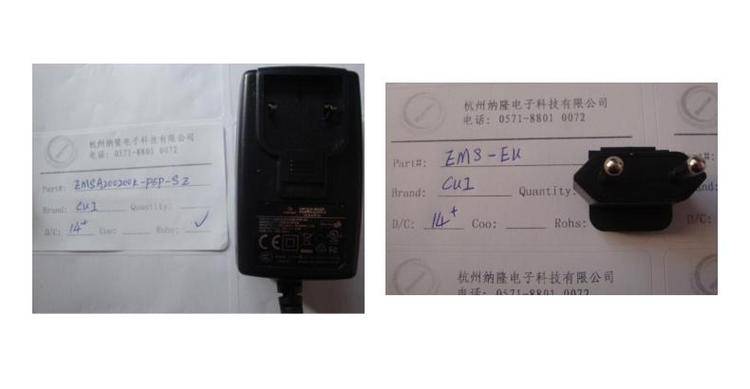 杭州纳隆电子科技有限公司
电话: 0571-8801 0072
Part#: EMSA200200K-P5P-SZ
Brand: CUI Quantity:
D/C: 14+ Coo: Rohs: ✓
杭州纳隆电子科技有限公司
电话: 0571-8801 0072
Part#: EMS-EU
Brand: CUI Quantity:
D/C: 14+ Coo: Rohs:
杭州纳隆电子科技有限公司
电话: 0571-8801 0072